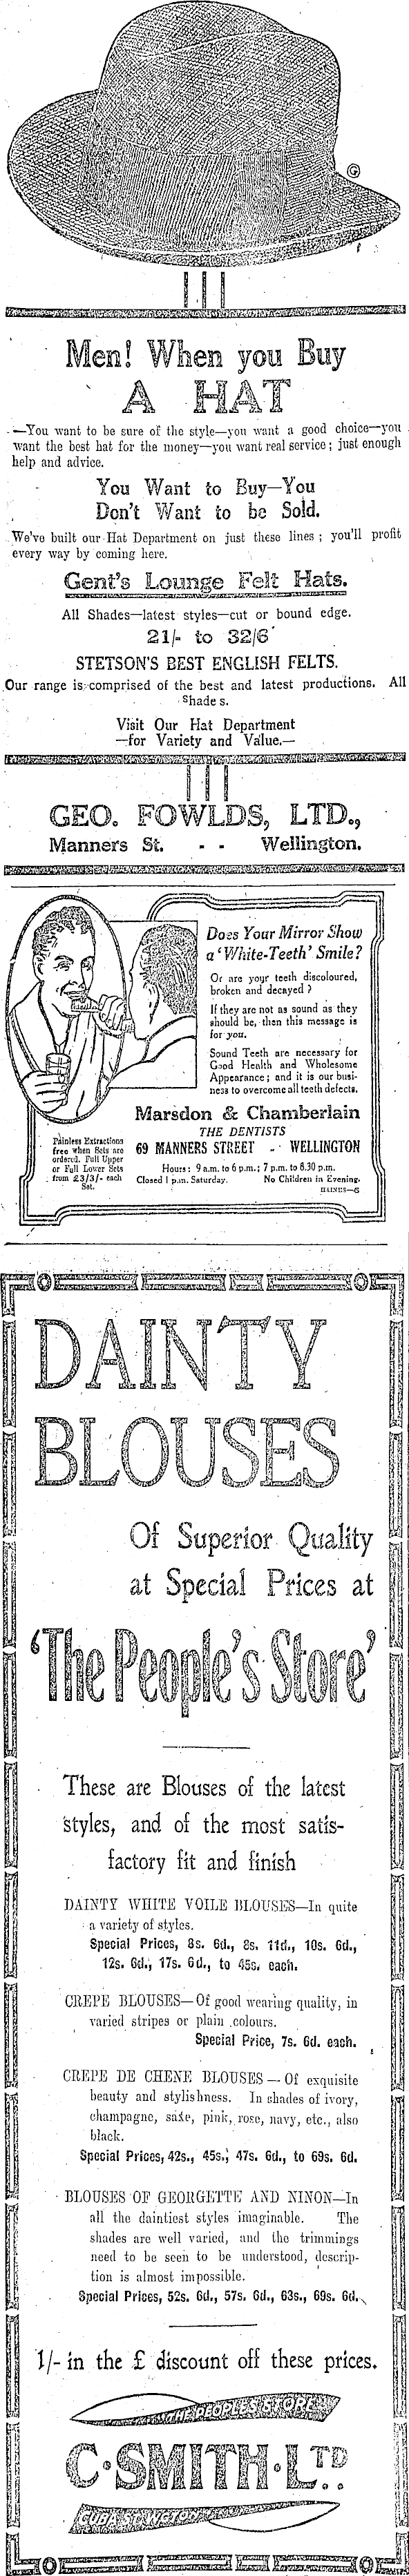 G
Men! When you Buy
A HAT
—You want to be sure of the style—you want a good choice—you
want the best hat for the money—you want real service; just enough
help and advice.
You Want to Buy—You
Don't Want to be Sold.
We've built our Hat Department on just these lines; you'll profit
every way by coming here.
Gent's Lounge Felt Hats.
All Shades—latest styles—cut or bound edge.
21/- to 32/6
STETSON'S BEST ENGLISH FELTS.
Our range is comprised of the best and latest productions. All
Shades.
Visit Our Hat Department
—for Variety and Value.—
GEO. FOWLDS, LTD.,
Manners St. - - Wellington.
Does Your Mirror Show
a 'White-Teeth' Smile?
Or are your teeth discoloured,
broken and decayed?
If they are not as sound as they
should be, then this message is
for you.
Sound Teeth are necessary for
Good Health and Wholesome
Appearance; and it is our busi-
ness to overcome all teeth defects.
Marsdon & Chamberlain
THE DENTISTS
69 MANNERS STREET - WELLINGTON
Hours: 9 a.m. to 6 p.m.; 7 p.m. to 8.30 p.m.
Closed 1 p.m. Saturday. No Children in Evening.
HAINES—6
Painless Extractions
free when Sets are
ordered. Full Upper
or Full Lower Sets
from £3/3/- each
Set.
DAINTY
BLOUSES
Of Superior Quality
at Special Prices at
'The People's Store'
These are Blouses of the latest
styles, and of the most satis-
factory fit and finish
DAINTY WHITE VOILE BLOUSES—In quite
a variety of styles.
Special Prices, 8s. 6d., 8s. 11d., 10s. 6d.,
12s. 6d., 17s. 6d., to 45s. each.
CREPE BLOUSES—Of good wearing quality, in
varied stripes or plain colours.
Special Price, 7s. 6d. each.
CREPE DE CHENE BLOUSES — Of exquisite
beauty and stylishness. In shades of ivory,
champagne, saxe, pink, rose, navy, etc., also
black.
Special Prices, 42s., 45s., 47s. 6d., to 69s. 6d.
BLOUSES OF GEORGETTE AND NINON—In
all the daintiest styles imaginable. The
shades are well varied, and the trimmings
need to be seen to be understood, descrip-
tion is almost impossible.
Special Prices, 52s. 6d., 57s. 6d., 63s., 69s. 6d.
1/- in the £ discount off these prices.
THE PEOPLE'S STORE
C·SMITH·LTD.
CUBA ST. WGTON